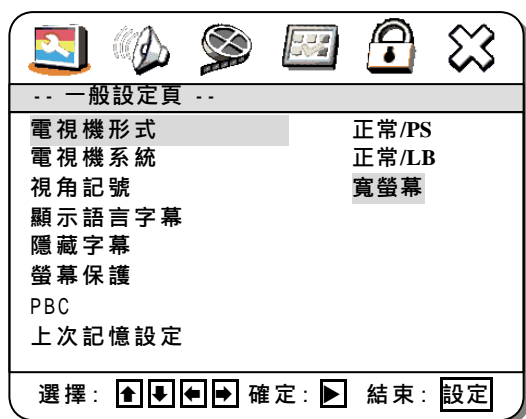 -- 一般設定頁 --
電視機形式 正常/PS
電視機系統 正常/LB
視角記號 寬螢幕
顯示語言字幕
隱藏字幕
螢幕保護
PBC
上次記憶設定
選擇: 確定: 結束: 設定